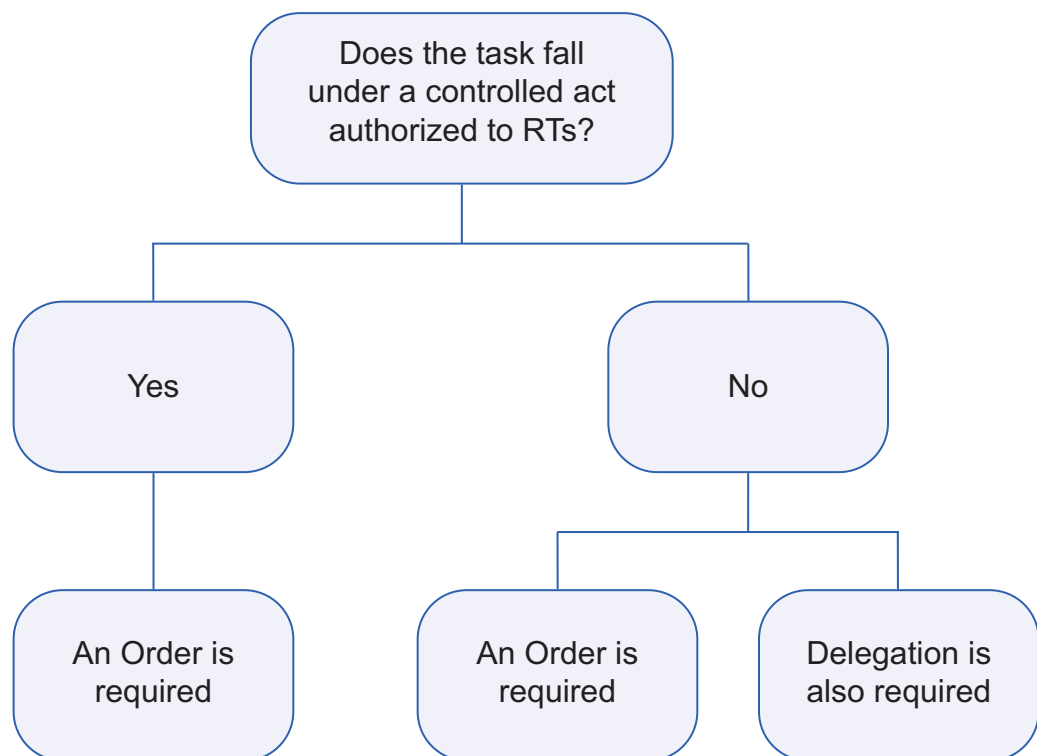 Does the task fall
under a controlled act
authorized to RTs?
Yes
No
An Order is
required
An Order is
required
Delegation is
also required